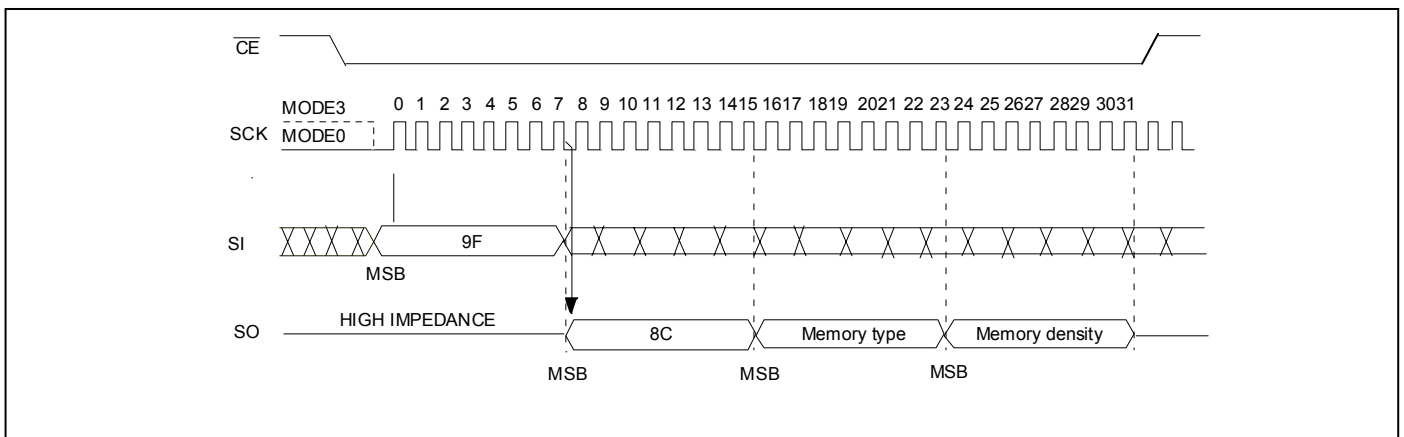 CE
MODE3
0 1 2 3 4 5 6 7 8 9 10 11 12 13 1415 1617 1819 2021 22 23 24 25 2627 2829 3031
SCK MODE0
SI 9F
MSB
SO HIGH IMPEDANCE 8C Memory type Memory density
MSB MSB MSB